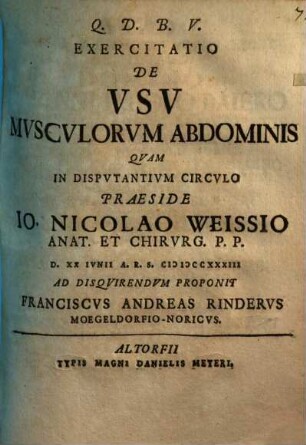 Q. D. B. V.
EXERCITATIO
DE
VSV
MVSCVLORVM ABDOMINIS
QVAM
IN DISPVTANTIVM CIRCVLO
PRAESIDE
IO. NICOLAO WEISSIO
ANAT. ET CHIRVRG. P. P.
D. XX IVNII A. R. S. CIↃIↃCCXXXIII
AD DISQVIRENDVM PROPONIT
FRANCISCVS ANDREAS RINDERVS
MOEGELDORFIO-NORICVS.
ALTORFII
TYPIS MAGNI DANIELIS MEYERI,